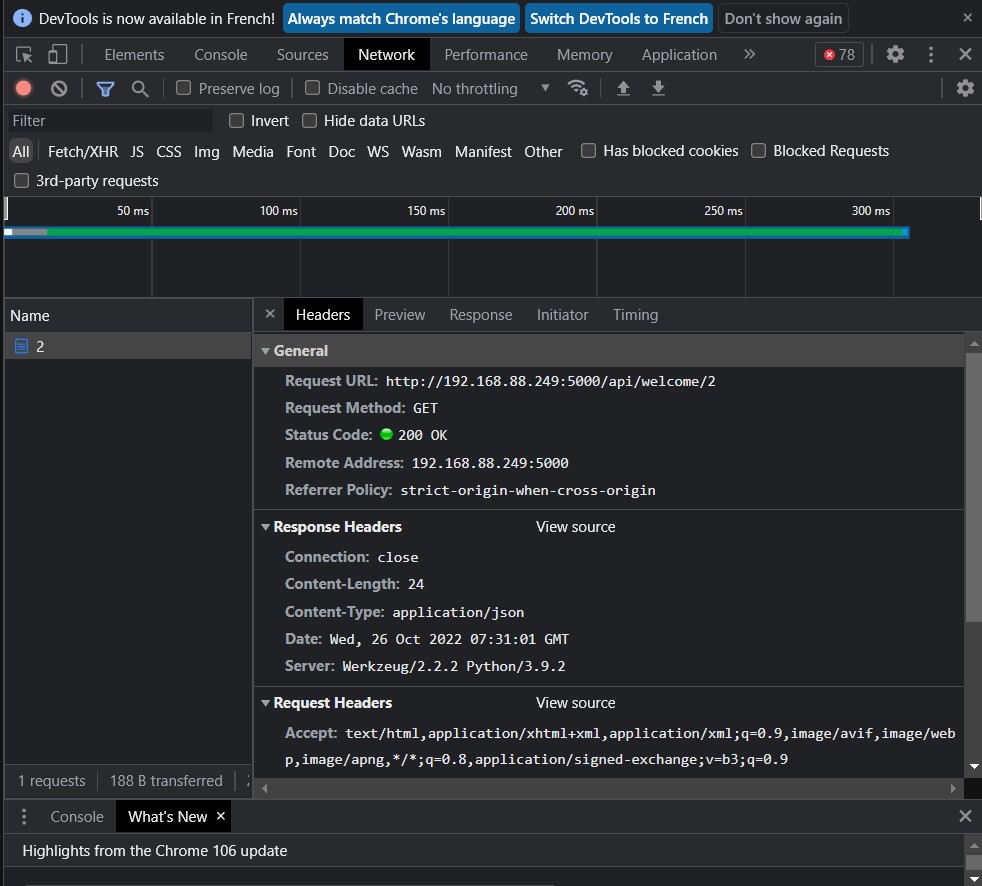 DevTools is now available in French! Always match Chrome's language Switch DevTools to French Don't show again
Elements Console Sources Network Performance Memory Application » 78
Preserve log Disable cache No throttling
Filter Invert Hide data URLs
All Fetch/XHR JS CSS Img Media Font Doc WS Wasm Manifest Other Has blocked cookies Blocked Requests
3rd-party requests
50 ms 100 ms 150 ms 200 ms 250 ms 300 ms
Name Headers Preview Response Initiator Timing
2
General
Request URL: http://192.168.88.249:5000/api/welcome/2
Request Method: GET
Status Code: 200 OK
Remote Address: 192.168.88.249:5000
Referrer Policy: strict-origin-when-cross-origin
Response Headers View source
Connection: close
Content-Length: 24
Content-Type: application/json
Date: Wed, 26 Oct 2022 07:31:01 GMT
Server: Werkzeug/2.2.2 Python/3.9.2
Request Headers View source
Accept: text/html,application/xhtml+xml,application/xml;q=0.9,image/avif,image/web
p,image/apng,*/*;q=0.8,application/signed-exchange;v=b3;q=0.9
1 requests 188 B transferred
Console What's New
Highlights from the Chrome 106 update